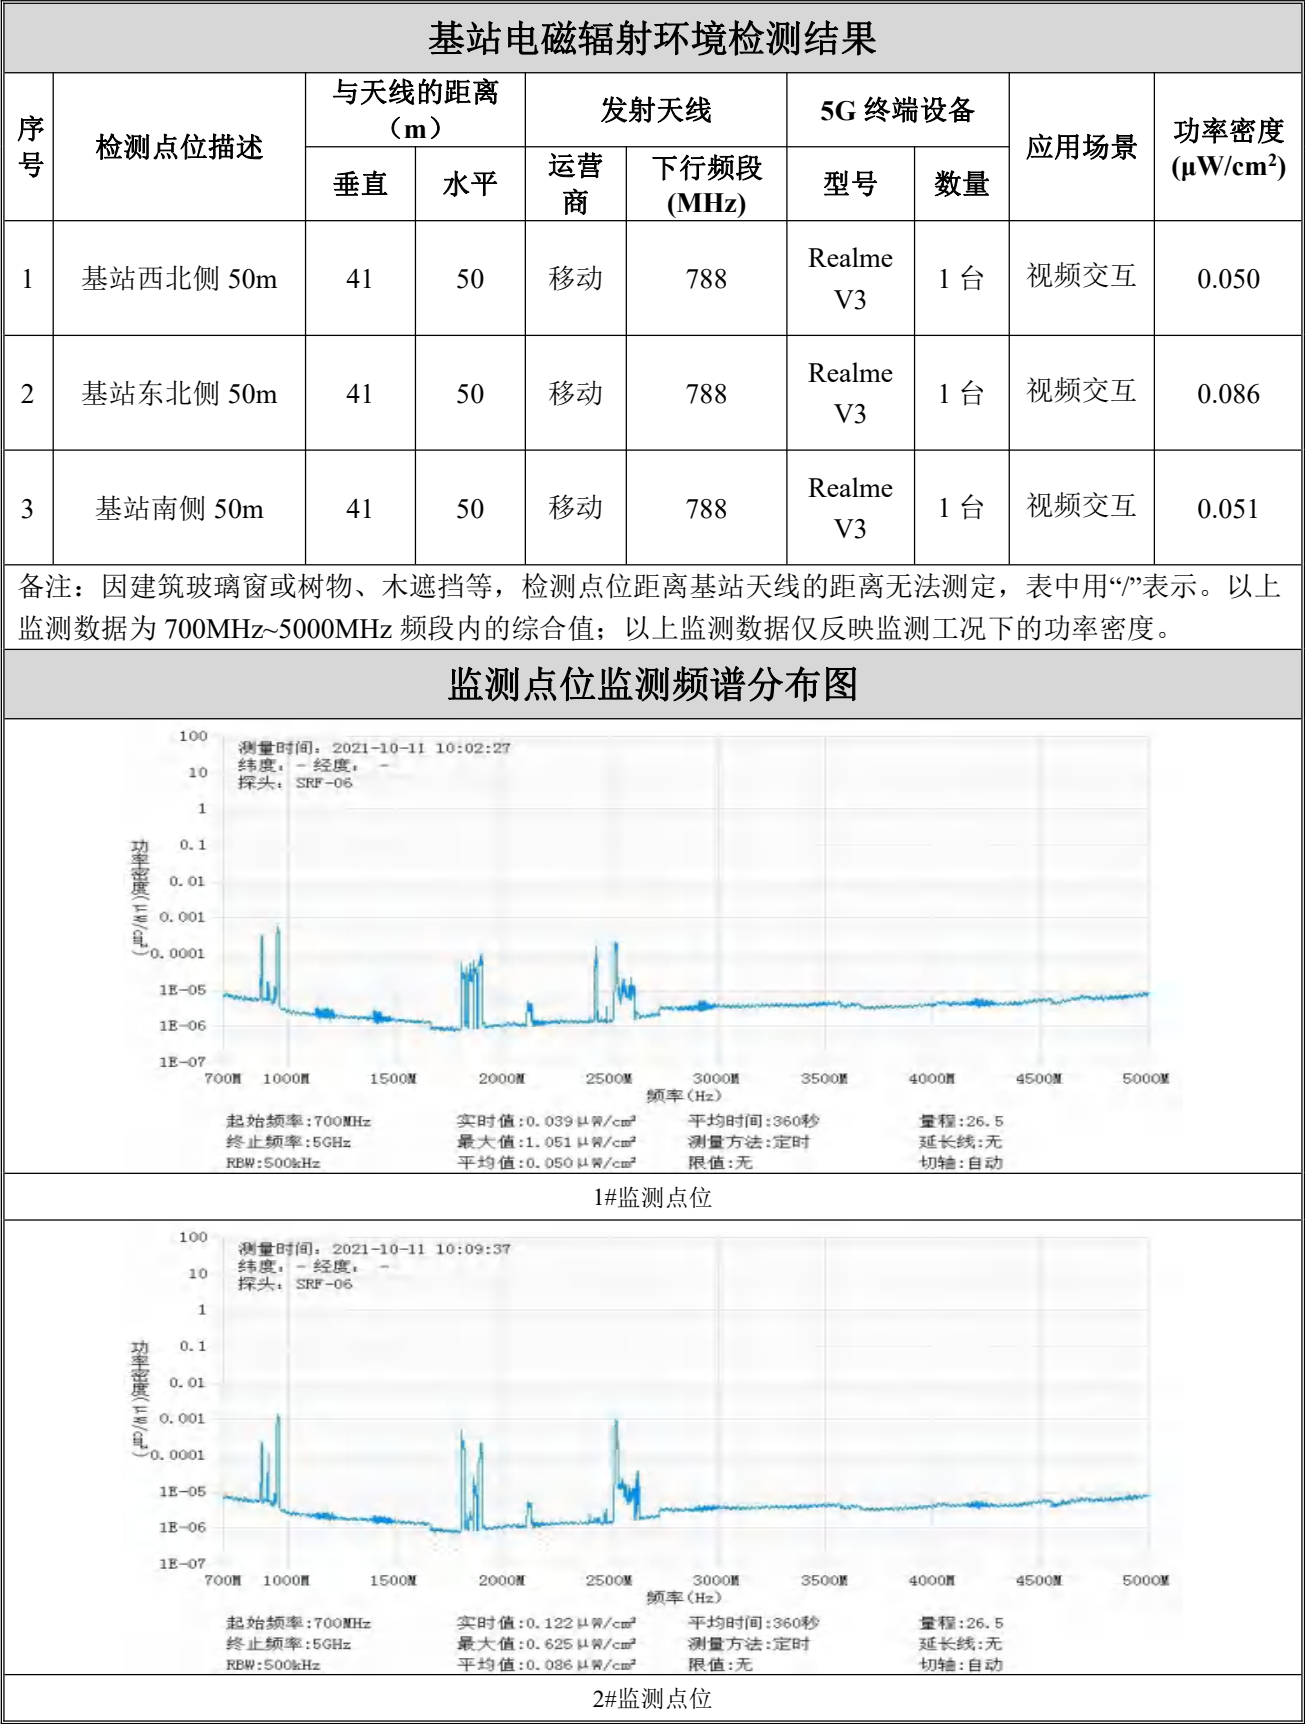 基站电磁辐射环境检测结果
序号 检测点位描述 与天线的距离（m） 发射天线 5G 终端设备 应用场景 功率密度(μW/cm²)
垂直 水平 运营商 下行频段(MHz) 型号 数量
1 基站西北侧 50m 41 50 移动 788 Realme V3 1 台 视频交互 0.050
2 基站东北侧 50m 41 50 移动 788 Realme V3 1 台 视频交互 0.086
3 基站南侧 50m 41 50 移动 788 Realme V3 1 台 视频交互 0.051
备注：因建筑玻璃窗或树物、木遮挡等，检测点位距离基站天线的距离无法测定，表中用“/”表示。以上
监测数据为 700MHz~5000MHz 频段内的综合值；以上监测数据仅反映监测工况下的功率密度。
监测点位监测频谱分布图
测量时间：2021-10-11 10:02:27
纬度：- 经度：-
探头：SRF-06
功率密度(μW/cm²)
100
10
1
0.1
0.01
0.001
0.0001
1E-05
1E-06
1E-07
700M 1000M 1500M 2000M 2500M 3000M 3500M 4000M 4500M 5000M
频率(Hz)
起始频率:700MHz 实时值:0.039μW/cm² 平均时间:360秒 量程:26.5
终止频率:5GHz 最大值:1.051μW/cm² 测量方法:定时 延长线:无
RBW:500kHz 平均值:0.050μW/cm² 限值:无 切轴:自动
1#监测点位
测量时间：2021-10-11 10:09:37
纬度：- 经度：-
探头：SRF-06
功率密度(μW/cm²)
100
10
1
0.1
0.01
0.001
0.0001
1E-05
1E-06
1E-07
700M 1000M 1500M 2000M 2500M 3000M 3500M 4000M 4500M 5000M
频率(Hz)
起始频率:700MHz 实时值:0.122μW/cm² 平均时间:360秒 量程:26.5
终止频率:5GHz 最大值:0.625μW/cm² 测量方法:定时 延长线:无
RBW:500kHz 平均值:0.086μW/cm² 限值:无 切轴:自动
2#监测点位